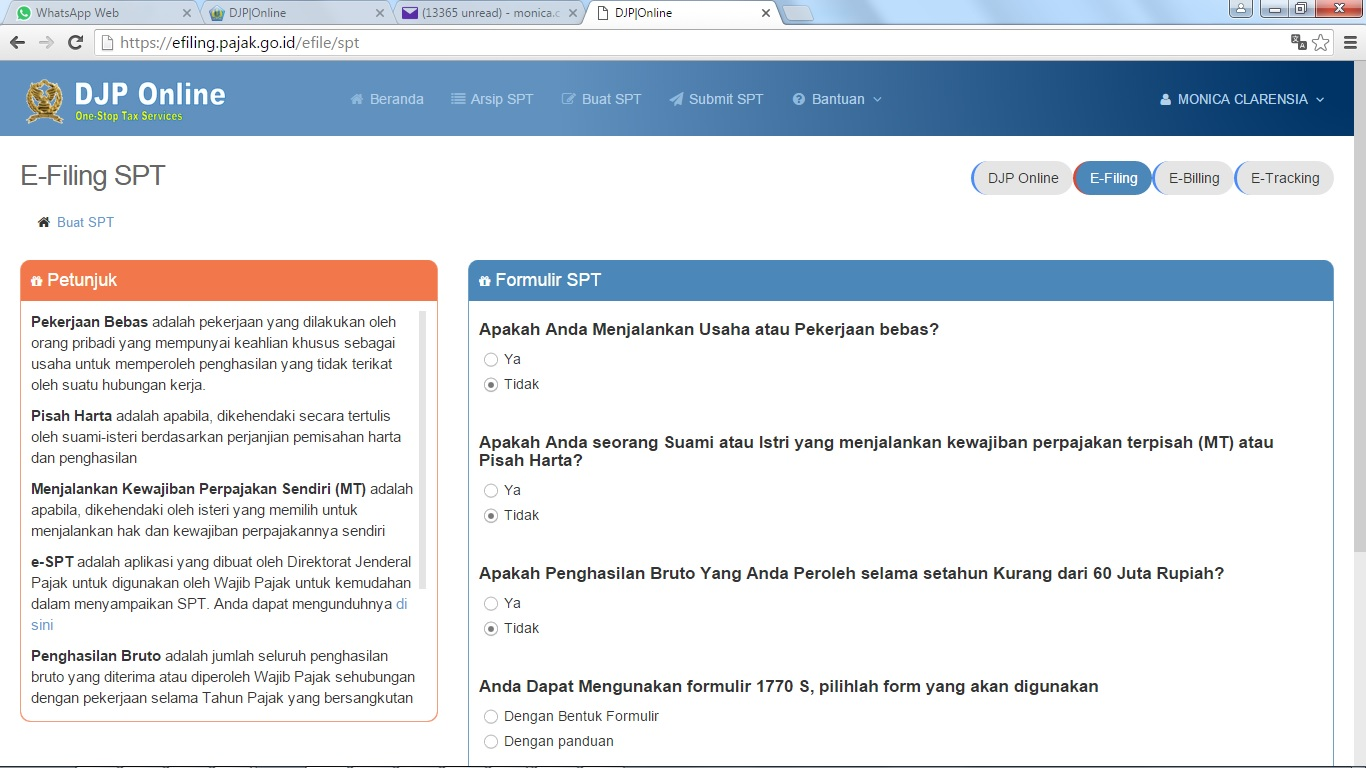 WhatsApp Web
DJP|Online
(13365 unread) - monica.c
DJP|Online
https://efiling.pajak.go.id/efile/spt
DJP Online
One-Stop Tax Services
Beranda
Arsip SPT
Buat SPT
Submit SPT
Bantuan
MONICA CLARENSIA
E-Filing SPT
DJP Online
E-Filing
E-Billing
E-Tracking
Buat SPT
Petunjuk
Pekerjaan Bebas adalah pekerjaan yang dilakukan oleh
orang pribadi yang mempunyai keahlian khusus sebagai
usaha untuk memperoleh penghasilan yang tidak terikat
oleh suatu hubungan kerja.
Pisah Harta adalah apabila, dikehendaki secara tertulis
oleh suami-isteri berdasarkan perjanjian pemisahan harta
dan penghasilan
Menjalankan Kewajiban Perpajakan Sendiri (MT) adalah
apabila, dikehendaki oleh isteri yang memilih untuk
menjalankan hak dan kewajiban perpajakannya sendiri
e-SPT adalah aplikasi yang dibuat oleh Direktorat Jenderal
Pajak untuk digunakan oleh Wajib Pajak untuk kemudahan
dalam menyampaikan SPT. Anda dapat mengunduhnya di
sini
Penghasilan Bruto adalah jumlah seluruh penghasilan
bruto yang diterima atau diperoleh Wajib Pajak sehubungan
dengan pekerjaan selama Tahun Pajak yang bersangkutan
Formulir SPT
Apakah Anda Menjalankan Usaha atau Pekerjaan bebas?
Ya
Tidak
Apakah Anda seorang Suami atau Istri yang menjalankan kewajiban perpajakan terpisah (MT) atau
Pisah Harta?
Ya
Tidak
Apakah Penghasilan Bruto Yang Anda Peroleh selama setahun Kurang dari 60 Juta Rupiah?
Ya
Tidak
Anda Dapat Mengunakan formulir 1770 S, pilihlah form yang akan digunakan
Dengan Bentuk Formulir
Dengan panduan